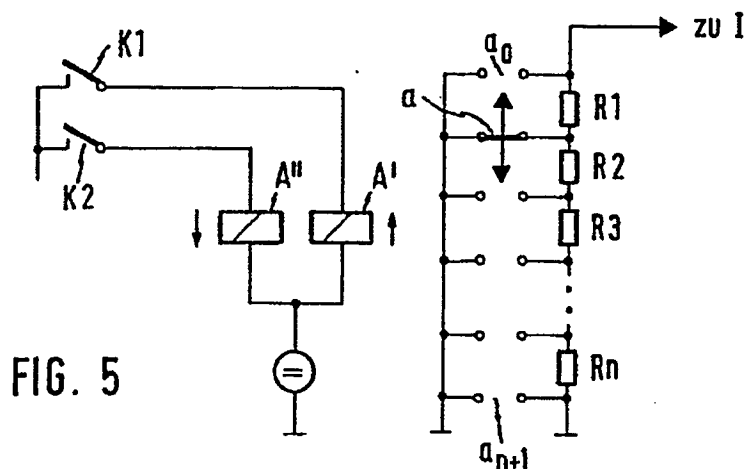 K1
K2
A" A'
=
FIG. 5
zu I
a₀
a
R1
R2
R3
Rn
aₙ₊₁